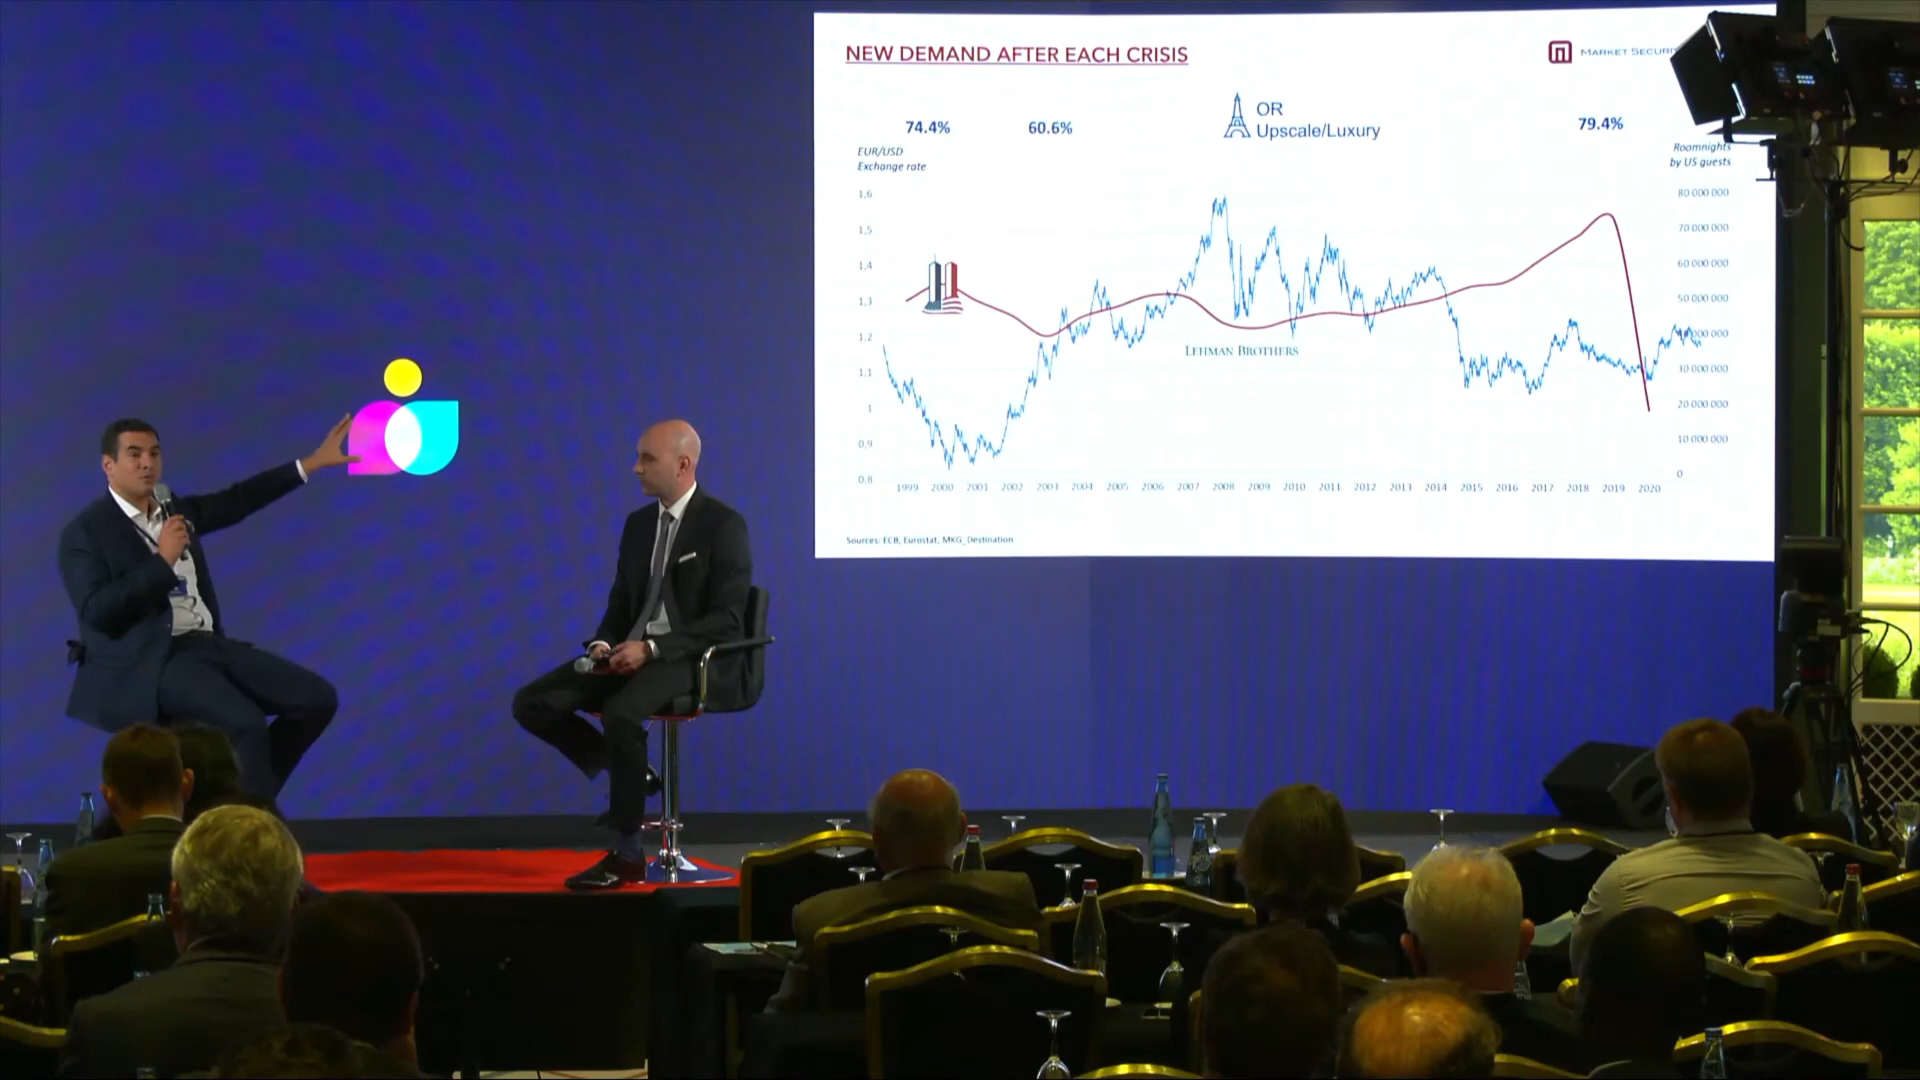 NEW DEMAND AFTER EACH CRISIS
MARKET SECURI
74.4%
60.6%
OR
Upscale/Luxury
79.4%
EUR/USD
Exchange rate
Roomnights
by US guests
1,6
1,5
1,4
1,3
1,2
1,1
1
0,9
0,8
80 000 000
70 000 000
60 000 000
50 000 000
30 000 000
20 000 000
10 000 000
0
LEHMAN BROTHERS
1999 2000 2001 2002 2003 2004 2005 2006 2007 2008 2009 2010 2011 2012 2013 2014 2015 2016 2017 2018 2019 2020
Sources: ECB, Eurostat, MKG_Destination